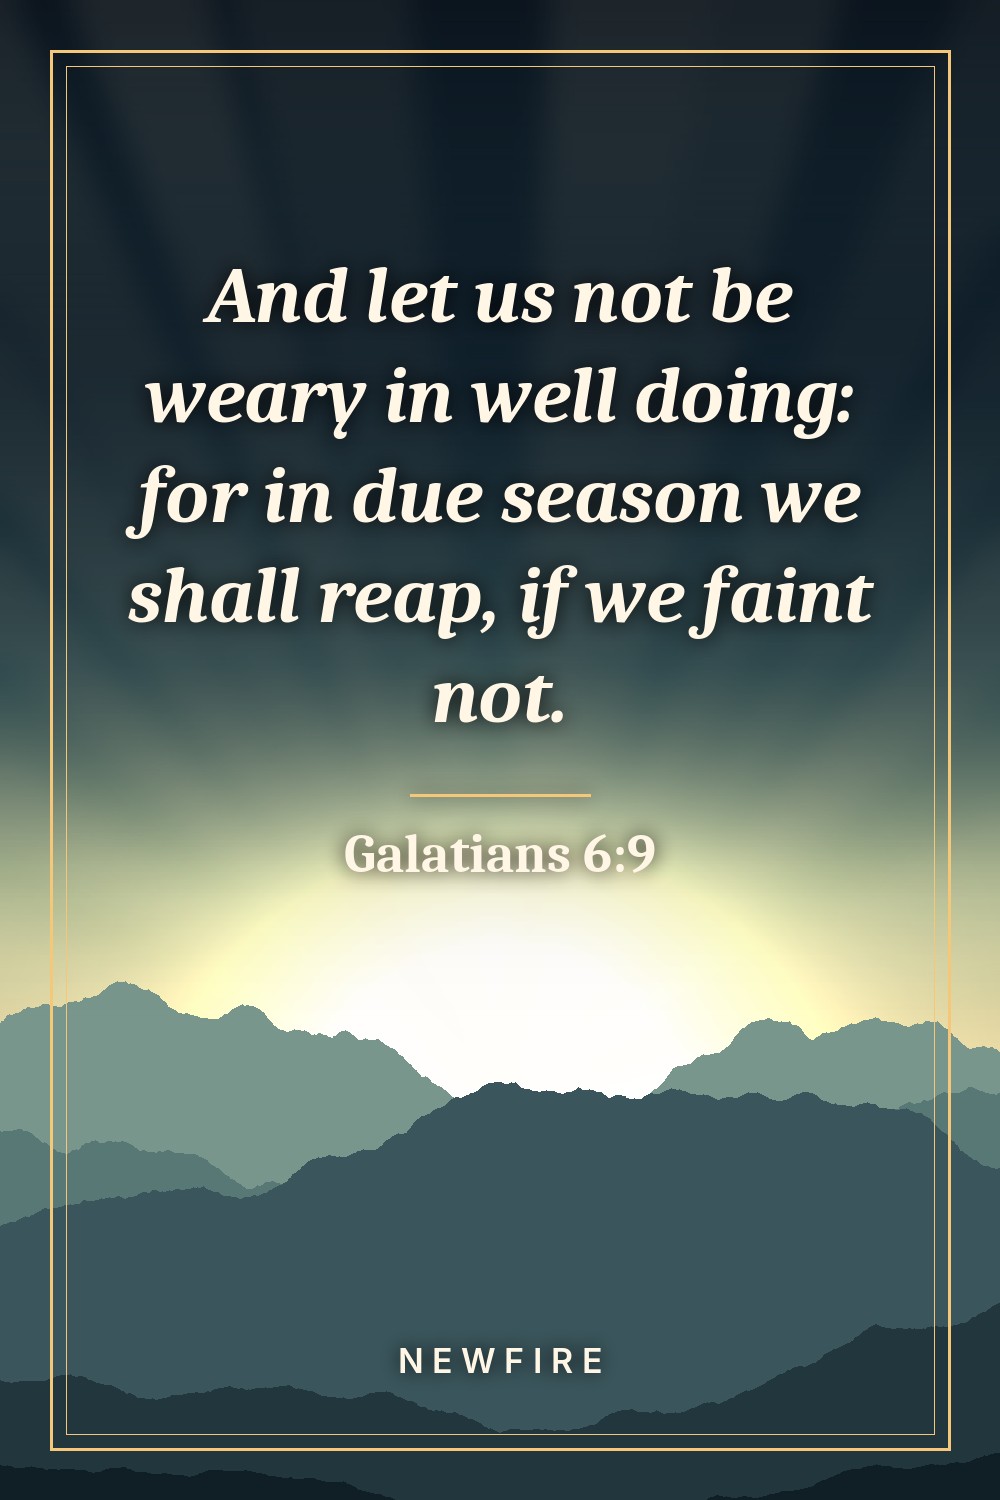 And let us not be
weary in well doing:
for in due season we
shall reap, if we faint
not.
Galatians 6:9
NEWFIRE